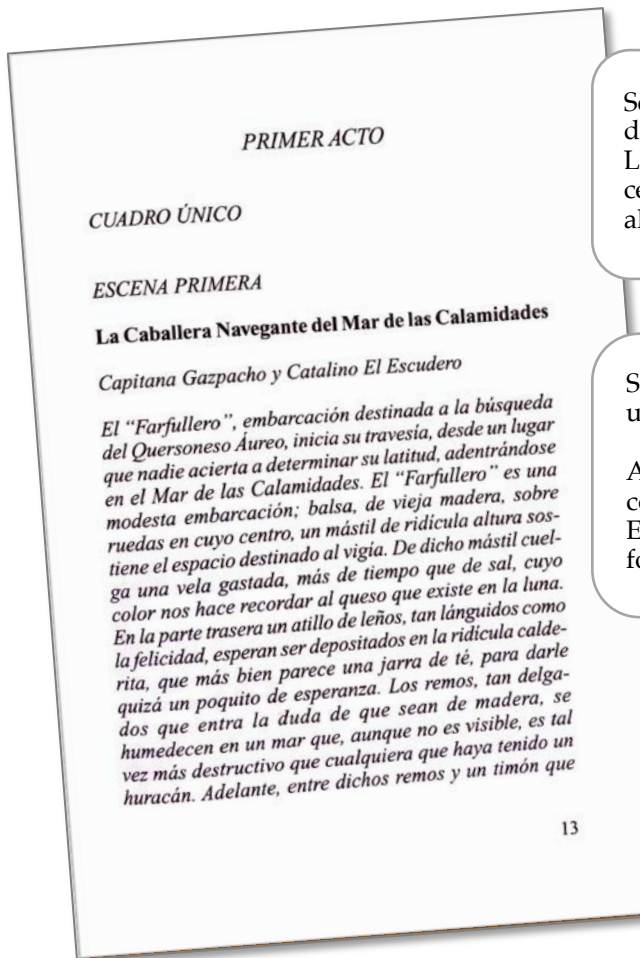 PRIMER ACTO
CUADRO ÚNICO
ESCENA PRIMERA
La Caballera Navegante del Mar de las Calamidades
Capitana Gazpacho y Catalino El Escudero
El "Farfullero", embarcación destinada a la búsqueda
del Quersoneso Áureo, inicia su travesía, desde un lugar
que nadie acierta a determinar su latitud, adentrándose
en el Mar de las Calamidades. El "Farfullero" es una
modesta embarcación; balsa, de vieja madera, sobre
ruedas en cuyo centro, un mástil de ridícula altura sos-
tiene el espacio destinado al vigía. De dicho mástil cuel-
ga una vela gastada, más de tiempo que de sal, cuyo
color nos hace recordar al queso que existe en la luna.
En la parte trasera un atillo de leños, tan lánguidos como
la felicidad, esperan ser depositados en la ridícula calde-
rita, que más bien parece una jarra de té, para darle
quizá un poquito de esperanza. Los remos, tan delga-
dos que entra la duda de que sean de madera, se
humedecen en un mar que, aunque no es visible, es tal
vez más destructivo que cualquiera que haya tenido un
huracán. Adelante, entre dichos remos y un timón que
13